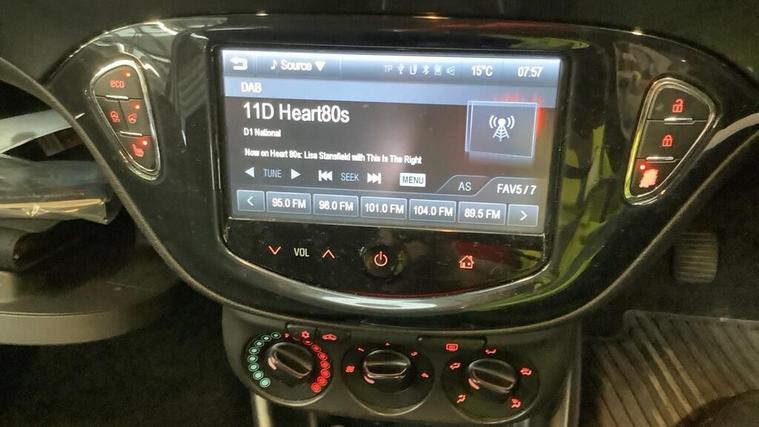 Source TP 15°C 07:57
eco
DAB
11D Heart80s
D1 National
Now on Heart 80s: Lisa Stansfield with This Is The Right
TUNE SEEK MENU AS FAV5/7
95.0 FM 98.0 FM 101.0 FM 104.0 FM 89.5 FM
VOL